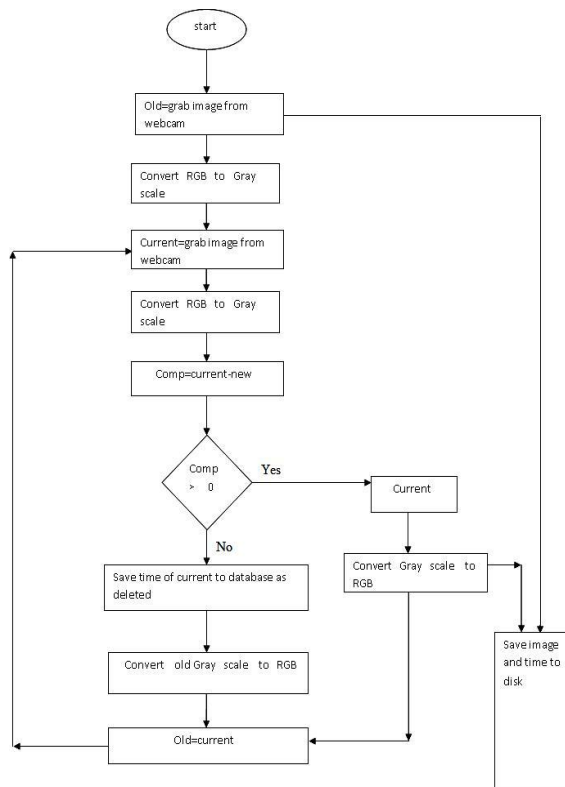 start
Old=grab image from
webcam
Convert RGB to Gray
scale
Current=grab image from
webcam
Convert RGB to Gray
scale
Comp=current-new
Comp
> 0
Yes
No
Current
Save time of current to database as
deleted
Convert Gray scale to
RGB
Convert old Gray scale to RGB
Save image
and time to
disk
Old=current